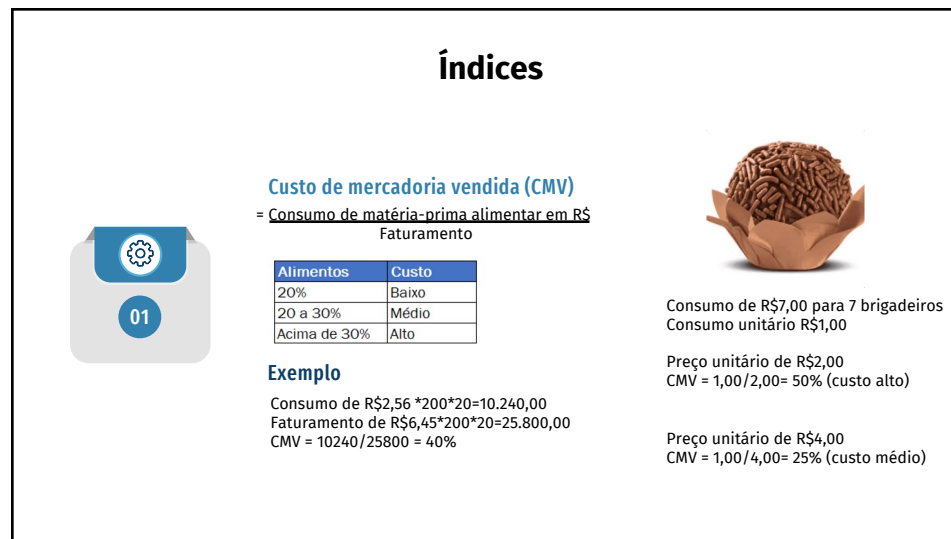 Índices
Custo de mercadoria vendida (CMV)
= Consumo de matéria-prima alimentar em R$
Faturamento
01
Alimentos Custo
20% Baixo
20 a 30% Médio
Acima de 30% Alto
Exemplo
Consumo de R$2,56 *200*20=10.240,00
Faturamento de R$6,45*200*20=25.800,00
CMV = 10240/25800 = 40%
Consumo de R$7,00 para 7 brigadeiros
Consumo unitário R$1,00
Preço unitário de R$2,00
CMV = 1,00/2,00= 50% (custo alto)
Preço unitário de R$4,00
CMV = 1,00/4,00= 25% (custo médio)